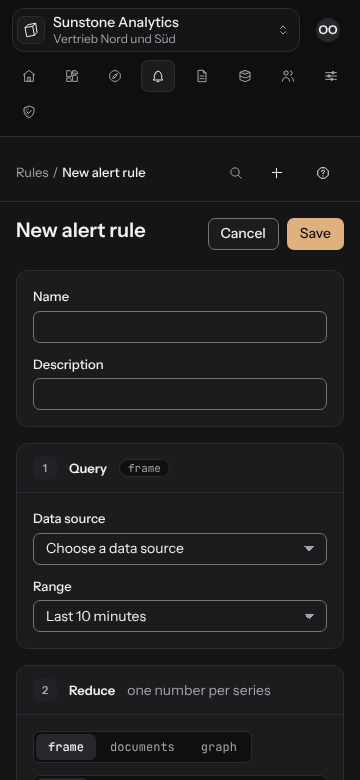 Sunstone Analytics
Vertrieb Nord und Süd
OO
Rules / New alert rule
New alert rule
Cancel
Save
Name
Description
1 Query frame
Data source
Choose a data source
Range
Last 10 minutes
2 Reduce one number per series
frame documents graph